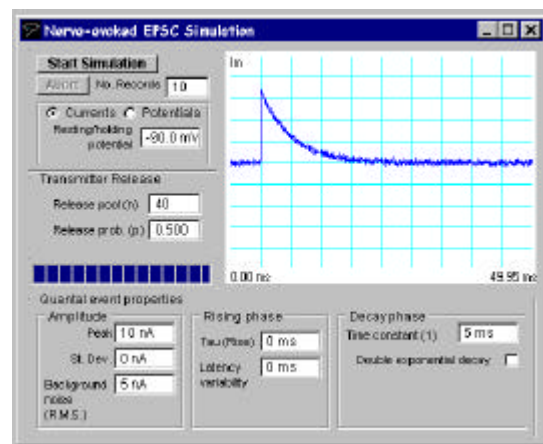 Nerve-evoked EPSC Simulation
Start Simulation
Abort No. Records 10
Currents Potentials
Resting/holding
potential -90.0 mV
Transmitter Release
Release pool (n) 40
Release prob. (p) 0.500
Im
0.00 ms 49.95 ms
Quantal event properties
Amplitude
Peak 10 nA
St. Dev. 0 nA
Background
noise
(R.M.S.) 5 nA
Rising phase
Tau (Rise) 0 ms
Latency
variability 0 ms
Decay phase
Time constant (1) 5 ms
Double exponential decay